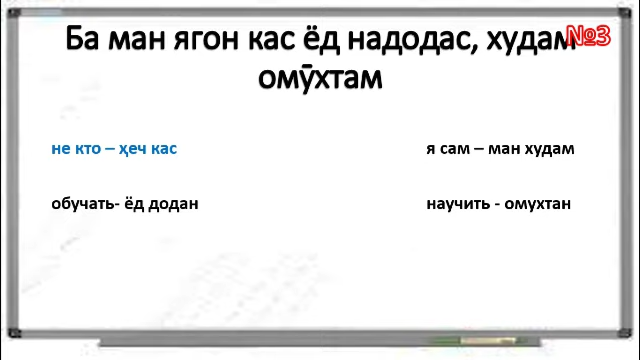 Ба ман ягон кас ёд надодас, худам
№3
омӯхтам
не кто – ҳеч кас
я сам – ман худам
обучать- ёд додан
научить - омухтан